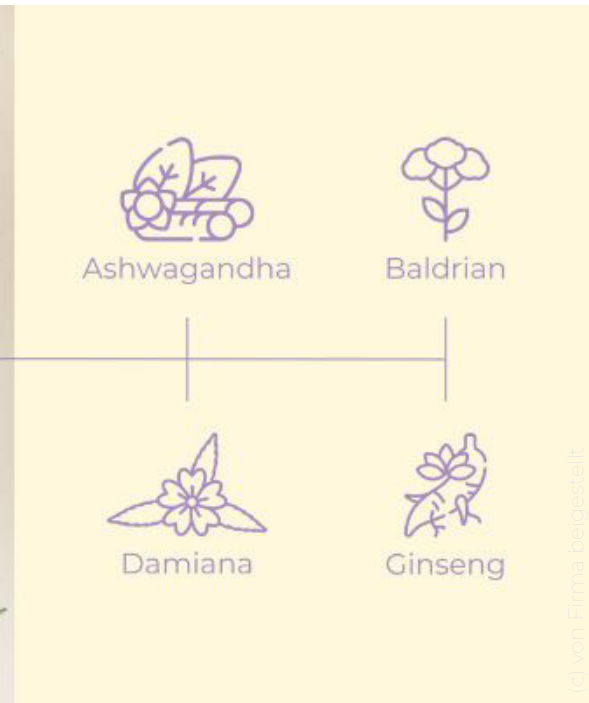 Ashwagandha
Baldrian
Damiana
Ginseng
(c) von Firma beigestellt